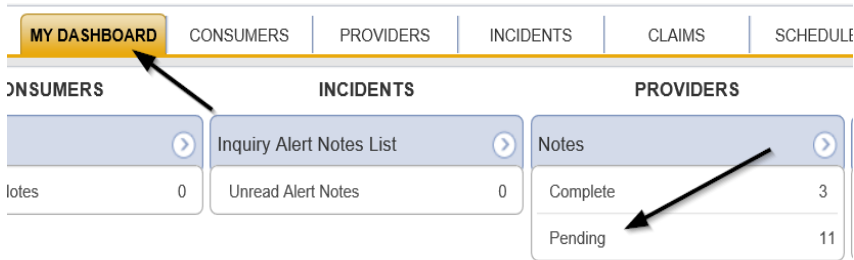 MY DASHBOARD CONSUMERS PROVIDERS INCIDENTS CLAIMS SCHEDULE
ONSUMERS INCIDENTS PROVIDERS
Inquiry Alert Notes List Notes
lotes 0 Unread Alert Notes 0 Complete 3
Pending 11